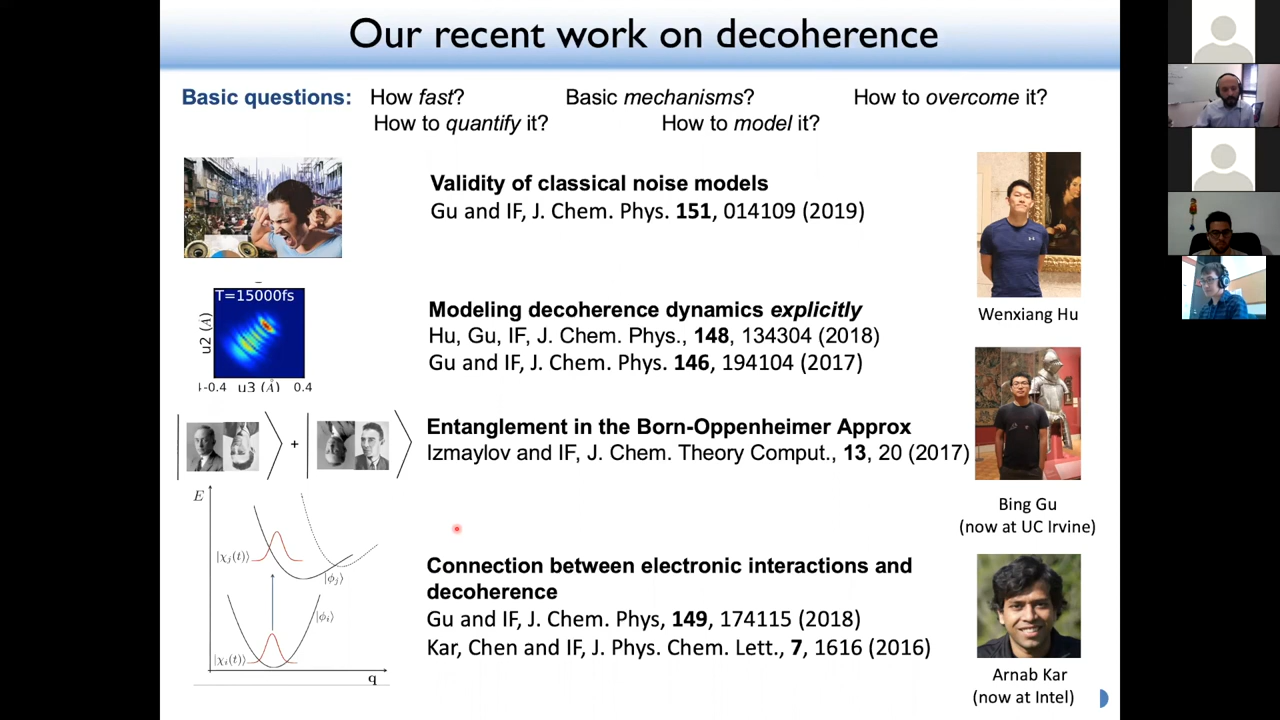 Our recent work on decoherence
Basic questions: How fast? Basic mechanisms? How to overcome it?
How to quantify it? How to model it?
Validity of classical noise models
Gu and IF, J. Chem. Phys. 151, 014109 (2019)
Wenxiang Hu
T=15000fs
u2 (Å)
-0.4 u3 (Å) 0.4
Modeling decoherence dynamics explicitly
Hu, Gu, IF, J. Chem. Phys., 148, 134304 (2018)
Gu and IF, J. Chem. Phys. 146, 194104 (2017)
+
Entanglement in the Born-Oppenheimer Approx
Izmaylov and IF, J. Chem. Theory Comput., 13, 20 (2017)
Bing Gu
(now at UC Irvine)
E
|χj(t)⟩
|ϕj⟩
|ϕi⟩
|χi(t)⟩
q
Connection between electronic interactions and
decoherence
Gu and IF, J. Chem. Phys, 149, 174115 (2018)
Kar, Chen and IF, J. Phys. Chem. Lett., 7, 1616 (2016)
Arnab Kar
(now at Intel)